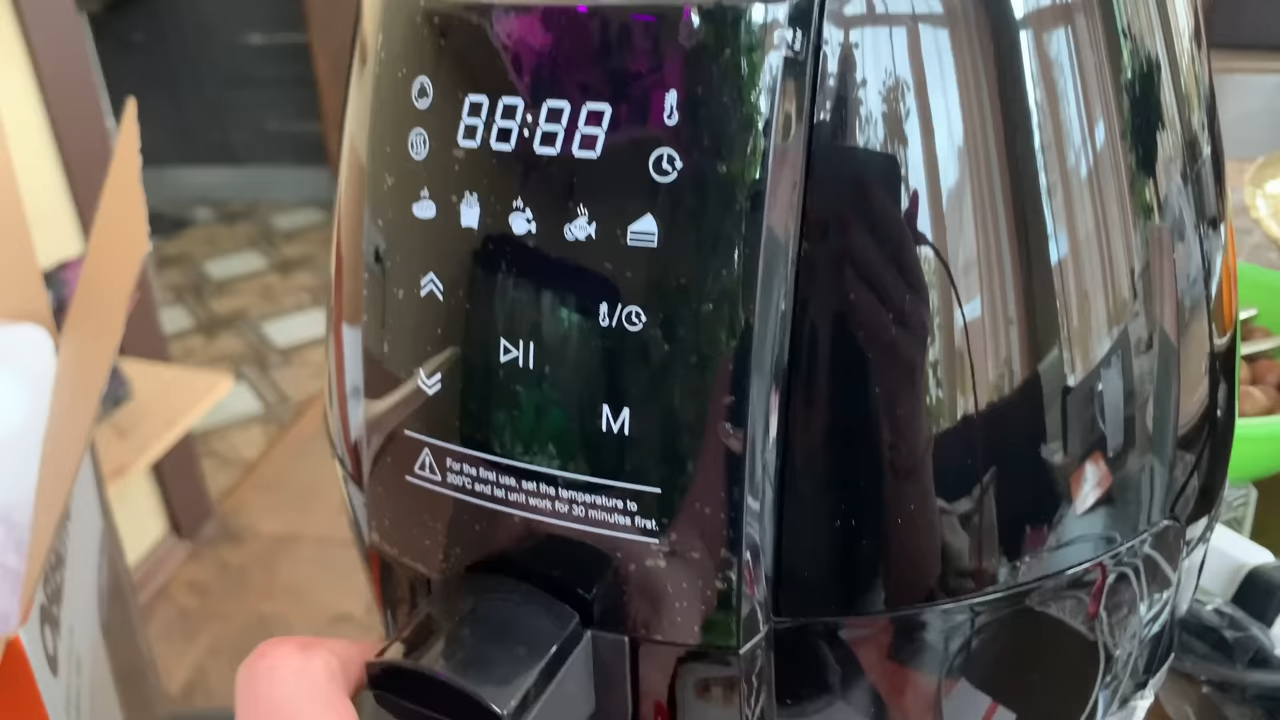 88:88
M
For the first use, set the temperature to
200℃ and let unit work for 30 minutes first.